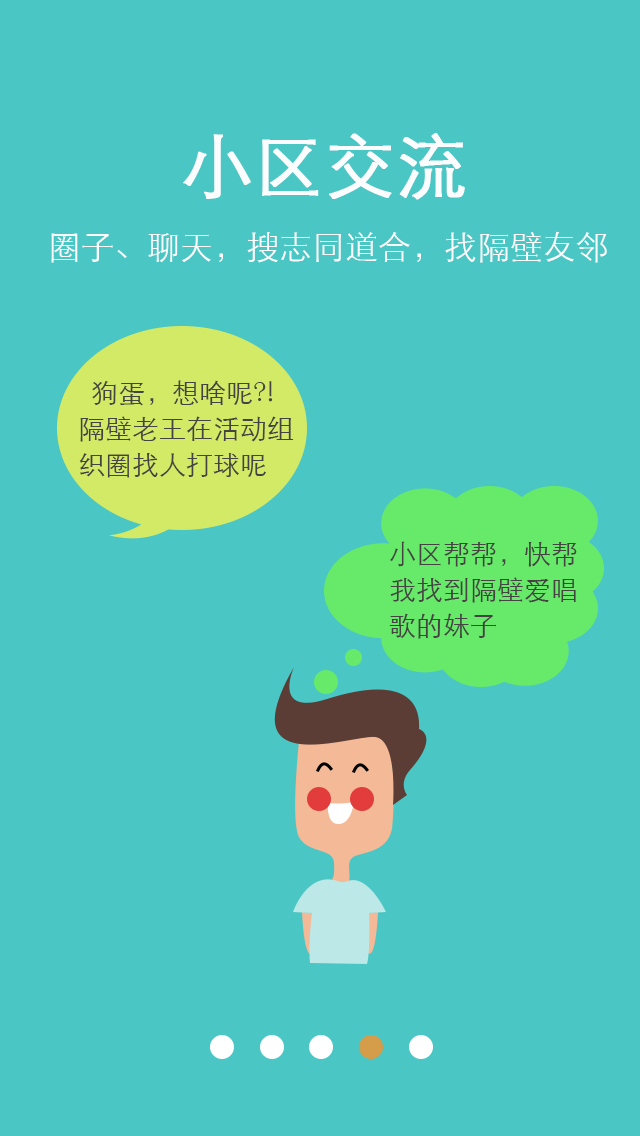 小区交流
圈子、聊天，搜志同道合，找隔壁友邻
狗蛋，想啥呢?!
隔壁老王在活动组
织圈找人打球呢
小区帮帮，快帮
我找到隔壁爱唱
歌的妹子